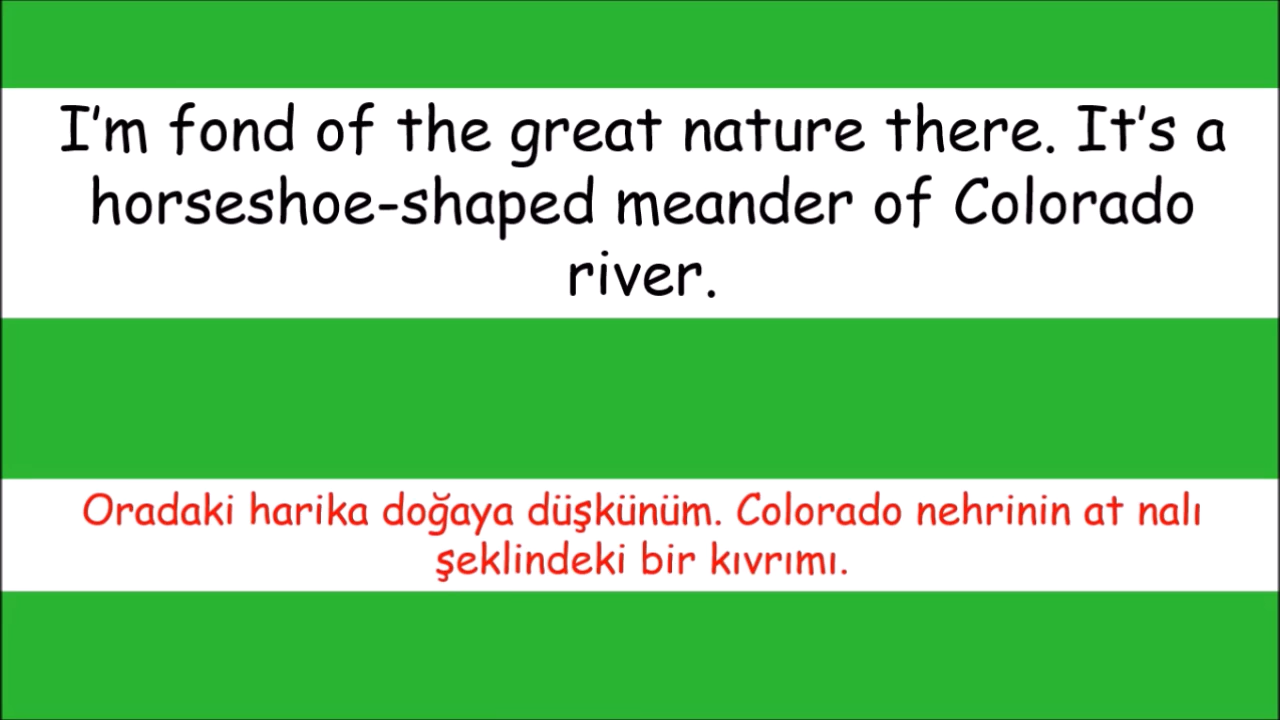 I’m fond of the great nature there. It’s a
horseshoe-shaped meander of Colorado
river.
Oradaki harika doğaya düşkünüm. Colorado nehrinin at nalı
şeklindeki bir kıvrımı.